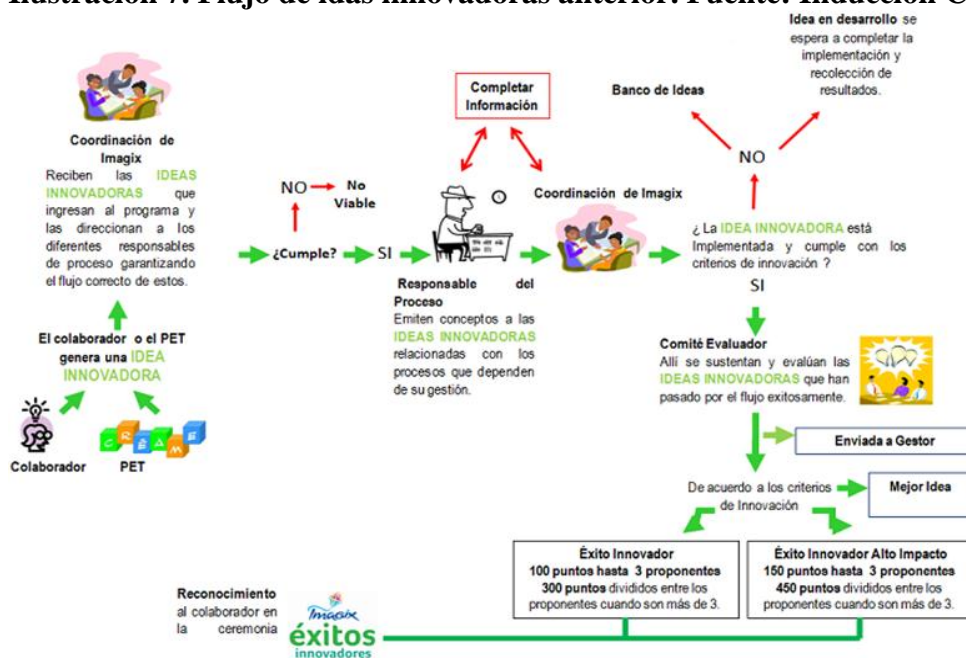 Ilustración 7. Flujo de idas innovadoras anterior. Fuente: Inducción
Coordinación de
Imagix
Reciben las IDEAS
INNOVADORAS que
ingresan al programa y
las direccionan a los
diferentes responsables
de proceso garantizando
el flujo correcto de estos.
El colaborador o el PET
genera una IDEA
INNOVADORA
Colaborador
PET
CRÉAME
¿Cumple?
NO
No
Viable
SI
Completar
Información
Responsable del
Proceso
Emiten conceptos a las
IDEAS INNOVADORAS
relacionadas con los
procesos que dependen
de su gestión.
Coordinación de Imagix
¿ La IDEA INNOVADORA está
Implementada y cumple con los
criterios de innovación ?
NO
Banco de Ideas
Idea en desarrollo se
espera a completar la
implementación y
recolección de
resultados.
SI
Comité Evaluador
Allí se sustentan y evalúan las
IDEAS INNOVADORAS que han
pasado por el flujo exitosamente.
Enviada a Gestor
De acuerdo a los criterios
de Innovación
Mejor Idea
Éxito Innovador
100 puntos hasta 3 proponentes
300 puntos divididos entre los
proponentes cuando son más de 3.
Éxito Innovador Alto Impacto
150 puntos hasta 3 proponentes
450 puntos divididos entre los
proponentes cuando son más de 3.
Reconocimiento
al colaborador en
la ceremonia
Imagix
éxitos
innovadores